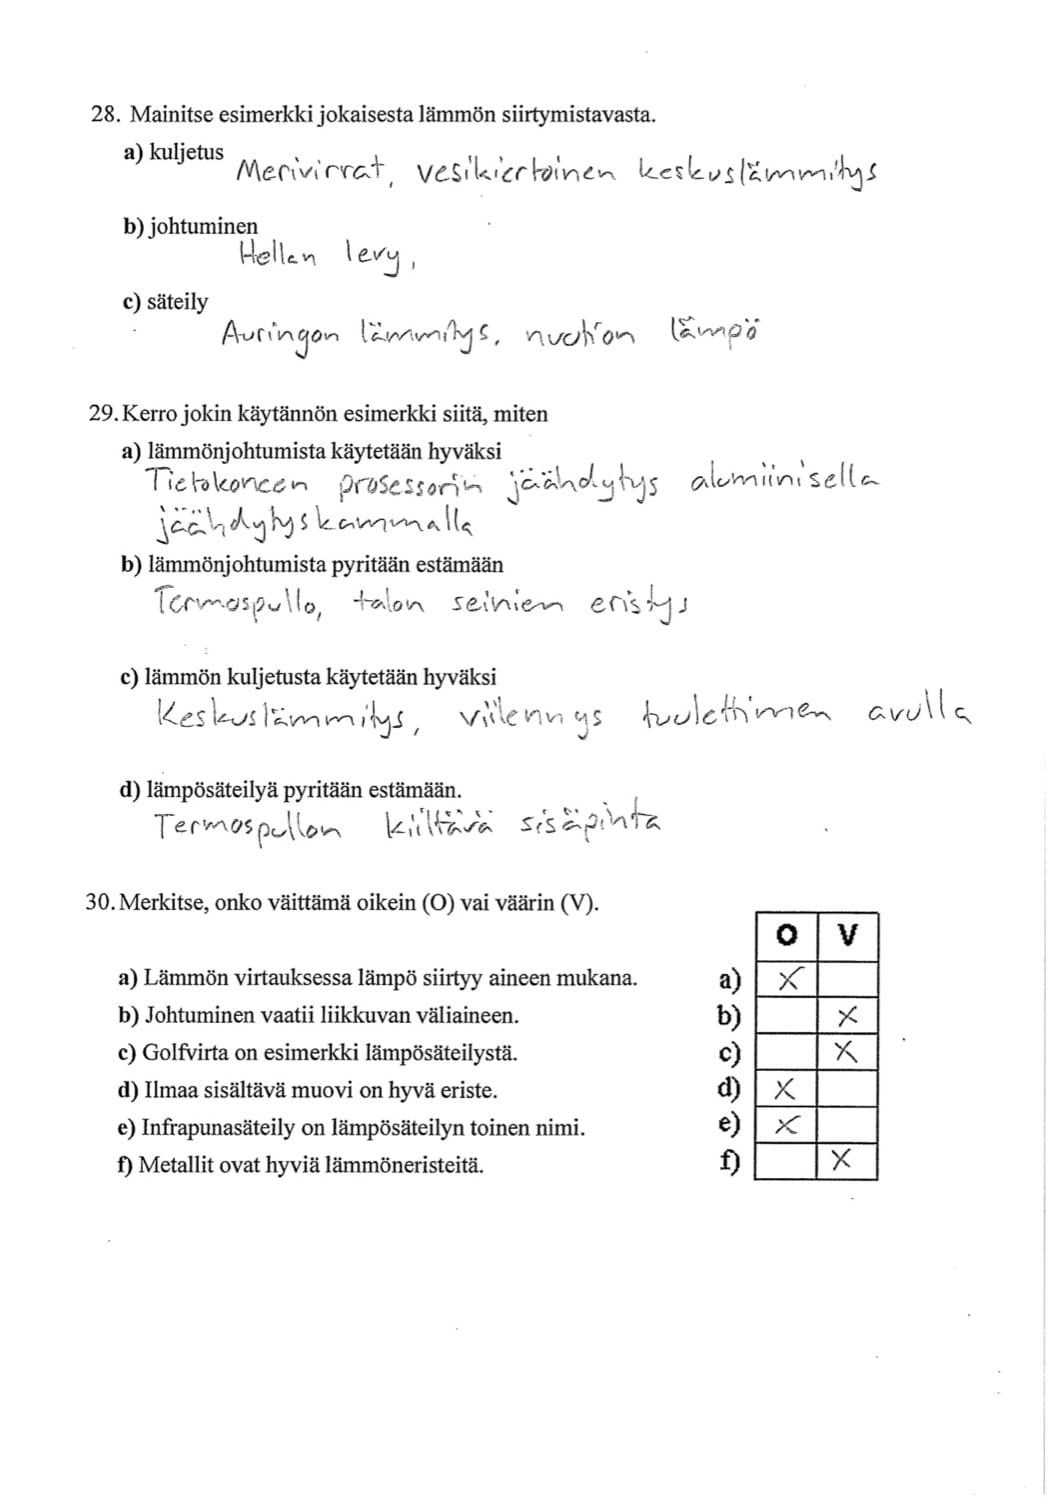 28. Mainitse esimerkki jokaisesta lämmön siirtymistavasta.
a) kuljetus
Merivirrat, vesikiertoinen keskuslämmitys
b) johtuminen
Hellan levy,
c) säteily
Auringon lämmitys, nuotion lämpö
29. Kerro jokin käytännön esimerkki siitä, miten
a) lämmönjohtumista käytetään hyväksi
Tietokoneen prosessorin jäähdytys alumiinisella
jäähdytyskammalla
b) lämmönjohtumista pyritään estämään
Termospullo, talon seinien eristys
c) lämmön kuljetusta käytetään hyväksi
Keskuslämmitys, viilennys tuulettimen avulla
d) lämpösäteilyä pyritään estämään.
Termospullon kiiltävä sisäpinta
30. Merkitse, onko väittämä oikein (O) vai väärin (V).
O V
a) Lämmön virtauksessa lämpö siirtyy aineen mukana. a) X
b) Johtuminen vaatii liikkuvan väliaineen. b) X
c) Golfvirta on esimerkki lämpösäteilystä. c) X
d) Ilmaa sisältävä muovi on hyvä eriste. d) X
e) Infrapunasäteily on lämpösäteilyn toinen nimi. e) X
f) Metallit ovat hyviä lämmöneristeitä. f) X